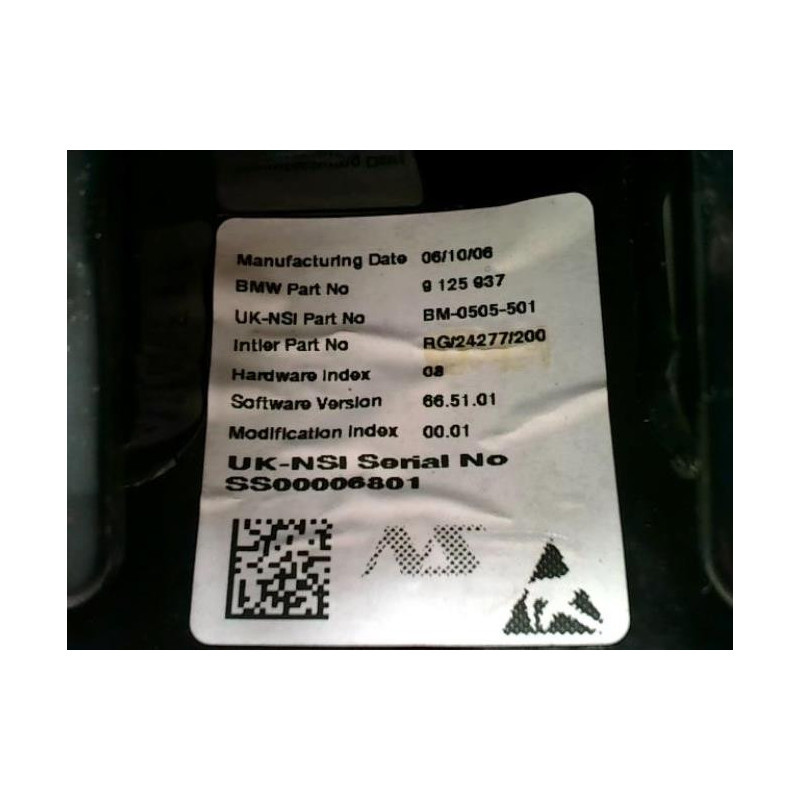 Manufacturing Date 06/10/06
BMW Part No 9 125 937
UK-NSI Part No BM-0505-501
Intier Part No RG/24277/200
Hardware Index 08
Software Version 66.51.01
Modification Index 00.01
UK-NSI Serial No
SS00006801
NS